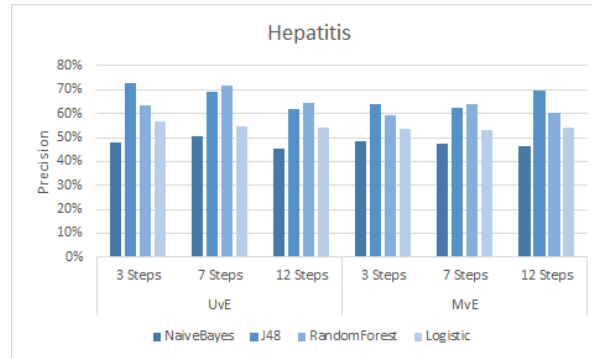 Hepatitis
80%
70%
60%
50%
40%
30%
20%
10%
0%
Precision
3 Steps 7 Steps 12 Steps 3 Steps 7 Steps 12 Steps
UvE MvE
NaiveBayes J48 RandomForest Logistic